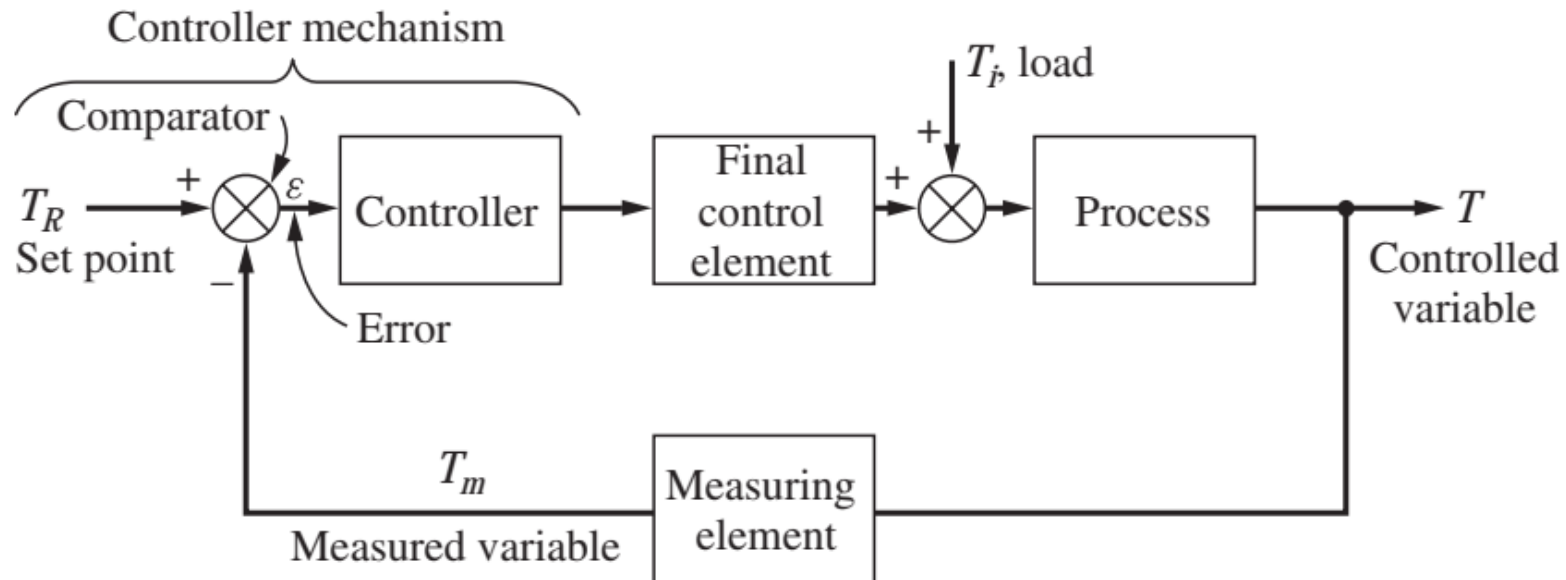 Controller mechanism
Comparator
T_i, load
+
+
ε
+
T_R
Set point
−
Controller
Final
control
element
Process
T
Controlled
variable
Error
T_m
Measured variable
Measuring
element